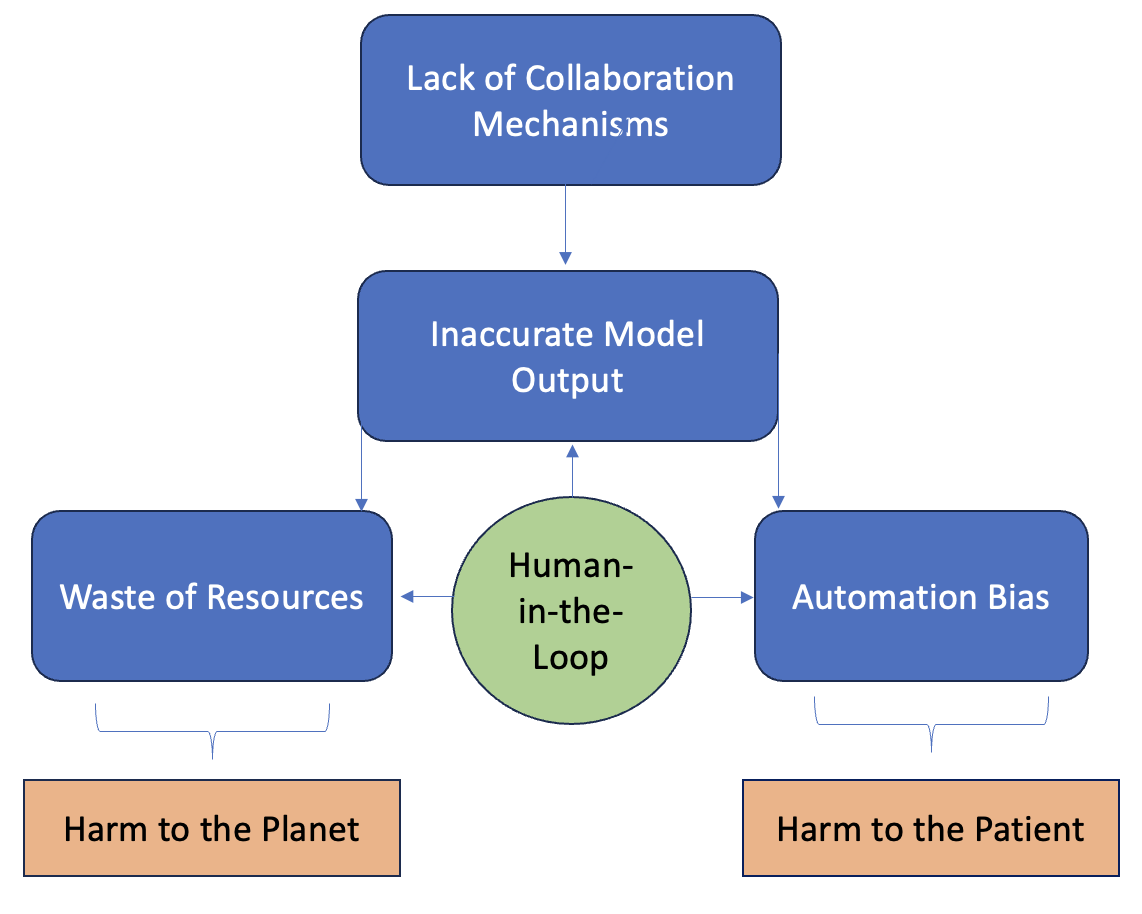 Lack of Collaboration
Mechanisms
Inaccurate Model
Output
Waste of Resources
Human-
in-the-
Loop
Automation Bias
Harm to the Planet
Harm to the Patient